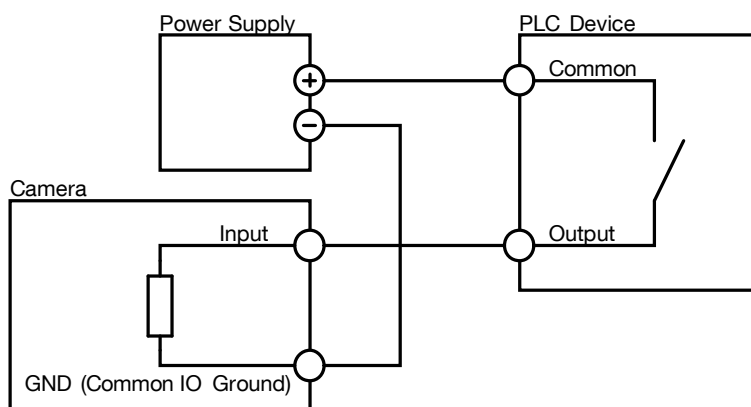 Power Supply
PLC Device
+
Common
−
Camera
Input
Output
GND (Common IO Ground)